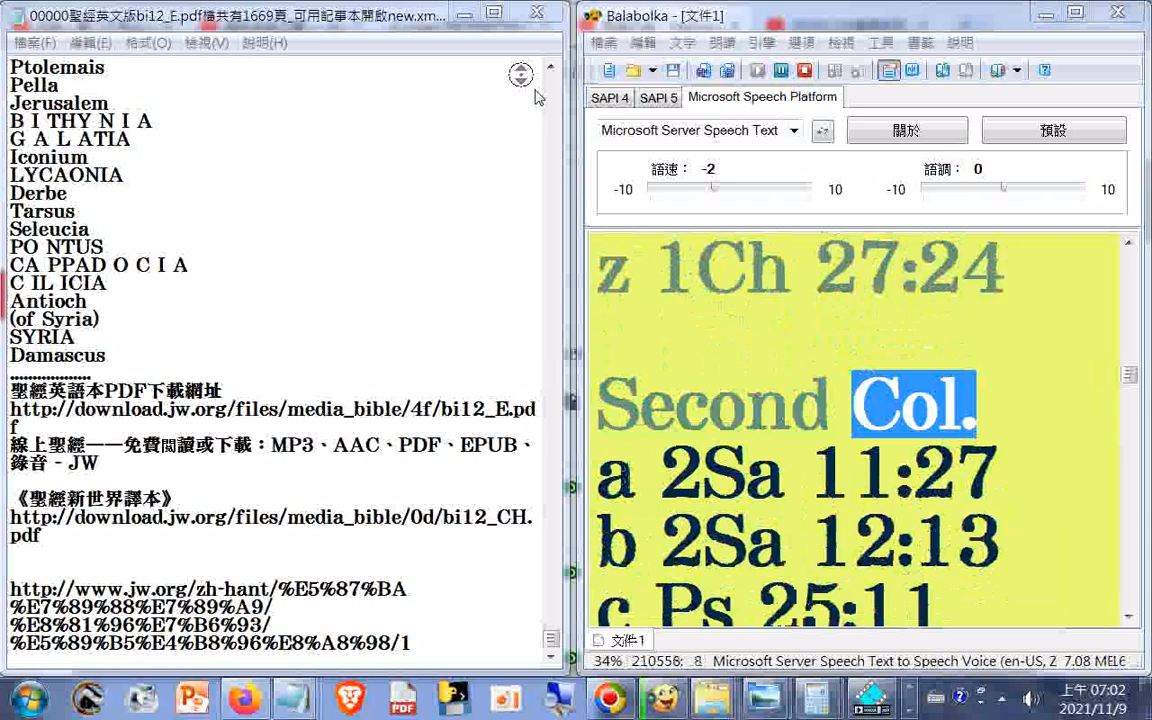 00000聖經英文版bi12_E.pdf檔共有1669頁_可用記事本開啟new.xm...
檔案(F) 編輯(E) 格式(O) 檢視(V) 說明(H)
Ptolemais
Pella
Jerusalem
B I THY N I A
G A L ATIA
Iconium
LYCAONIA
Derbe
Tarsus
Seleucia
PO NTUS
CA PPAD O C I A
C IL ICIA
Antioch
(of Syria)
SYRIA
Damascus
..................
聖經英語本PDF下載網址
http://download.jw.org/files/media_bible/4f/bi12_E.pd
f
線上聖經——免費閱讀或下載：MP3、AAC、PDF、EPUB、
錄音 - JW
《聖經新世界譯本》
http://download.jw.org/files/media_bible/0d/bi12_CH.
pdf
http://www.jw.org/zh-hant/%E5%87%BA
%E7%89%88%E7%89%A9/
%E8%81%96%E7%B6%93/
%E5%89%B5%E4%B8%96%E8%A8%98/1
Balabolka - [文件1]
檔案 編輯 文字 朗讀 引擎 選項 檢視 工具 書籤 說明
SAPI 4 SAPI 5 Microsoft Speech Platform
Microsoft Server Speech Text 關於 預設
語速： -2 語調： 0
-10 10 -10 10
z 1Ch 27:24
Second Col.
a 2Sa 11:27
b 2Sa 12:13
c Ps 25:11
文件1
34% 210558: .8 Microsoft Server Speech Text to Speech Voice (en-US, Z 7.08 МЕБ
上午 07:02
2021/11/9